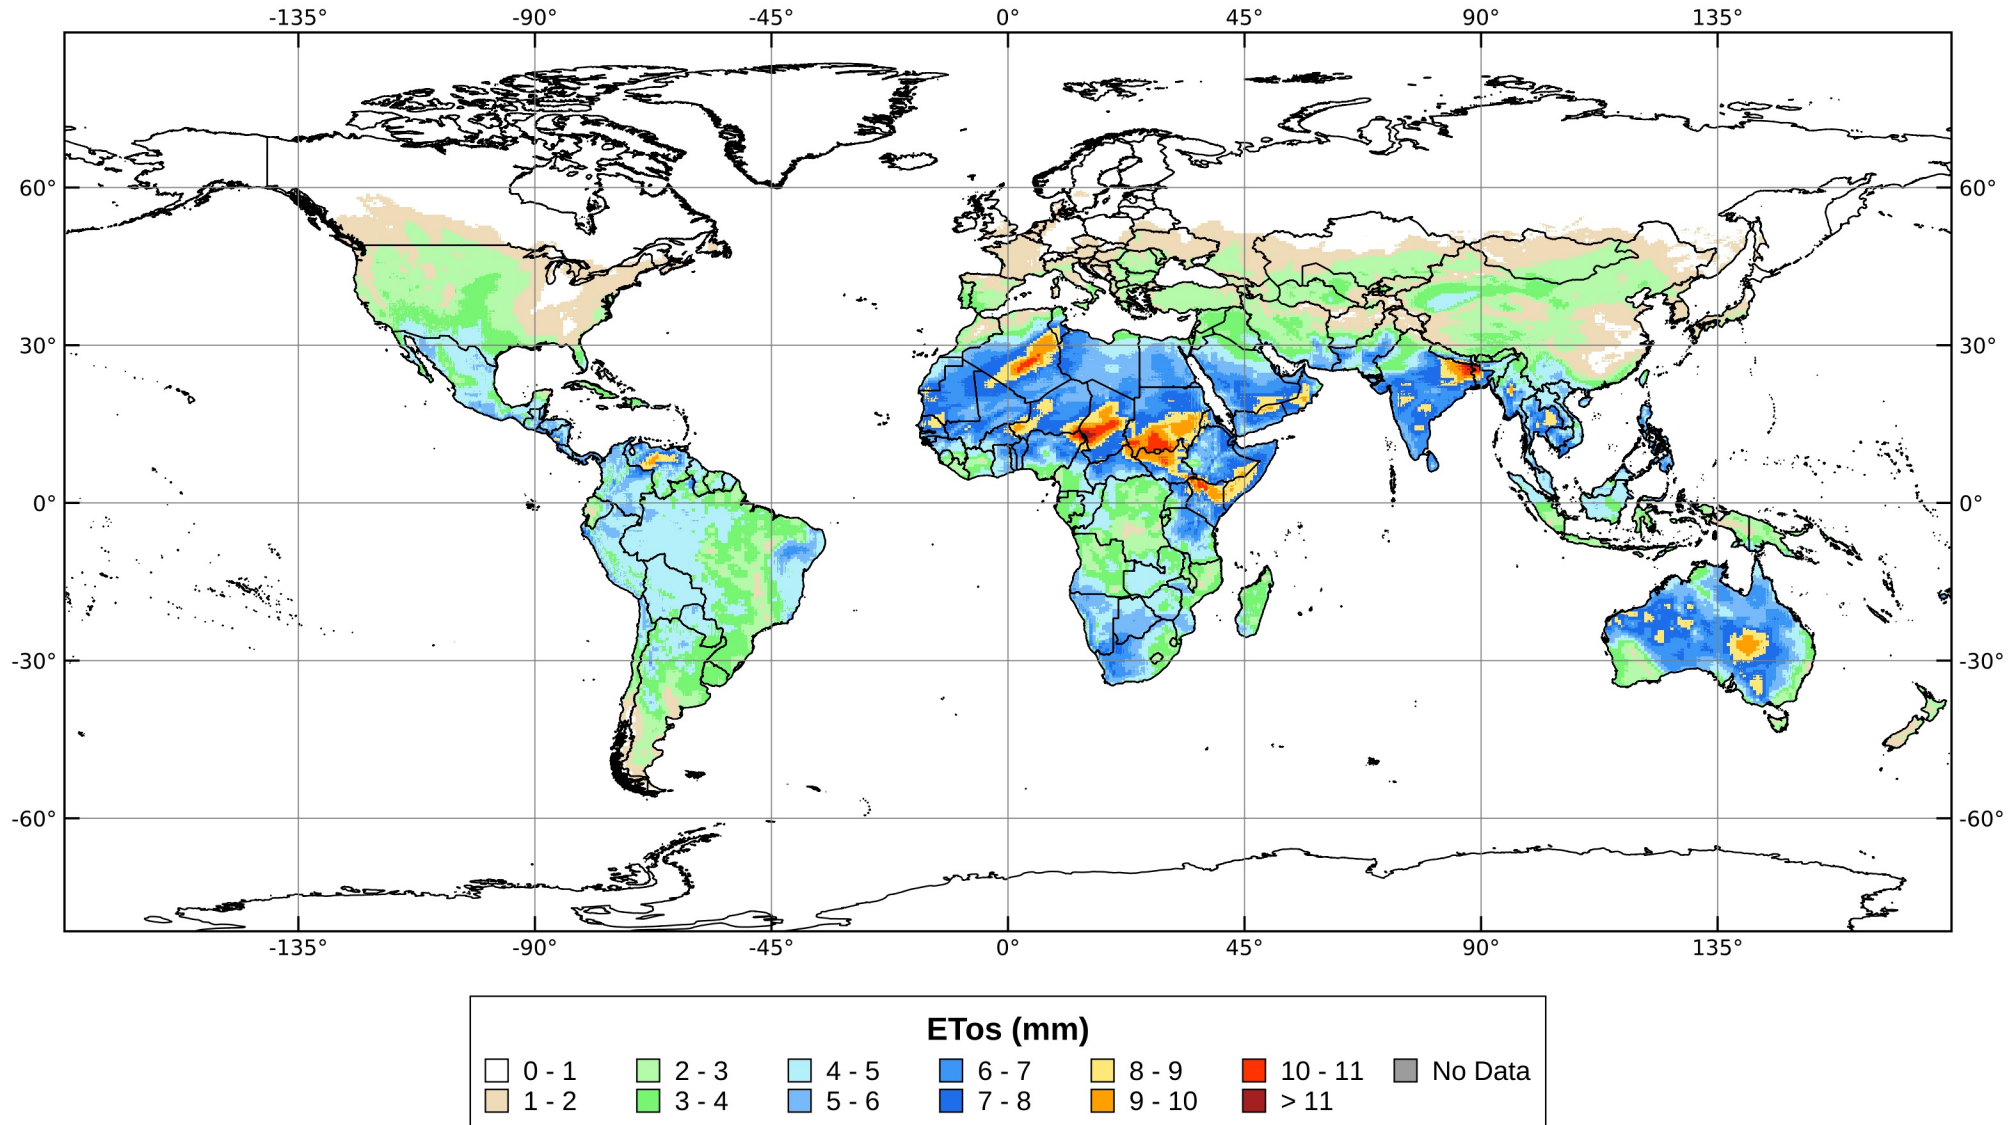 -135° -90° -45° 0° 45° 90° 135°
60° 60°
30° 30°
0° 0°
-30° -30°
-60° -60°
-135° -90° -45° 0° 45° 90° 135°
ETos (mm)
0 - 1 2 - 3 4 - 5 6 - 7 8 - 9 10 - 11 No Data
1 - 2 3 - 4 5 - 6 7 - 8 9 - 10 > 11